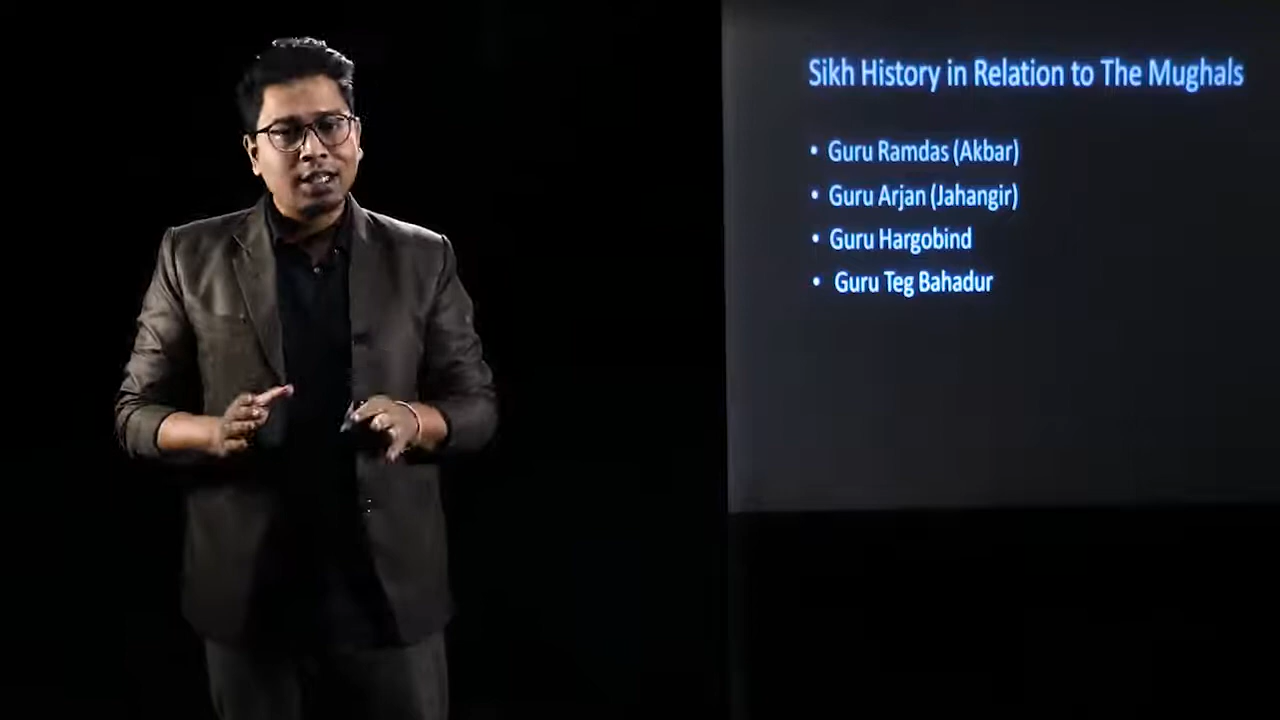 Sikh History in Relation to The Mughals
• Guru Ramdas (Akbar)
• Guru Arjan (Jahangir)
• Guru Hargobind
• Guru Teg Bahadur